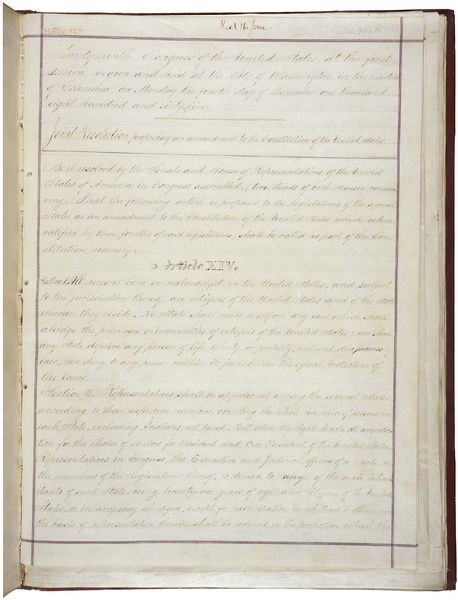 Recd 16 June
Thirty-ninth Congress of the United States, at the first
session, begun and held at the City of Washington, in the District
of Columbia, on Monday the fourth day of December, one thousand
eight hundred and sixty-five,
Joint Resolution proposing an amendment to the Constitution of the United States.
Be it resolved by the Senate and House of Representatives of the United
States of America in Congress assembled, (two thirds of both Houses concur-
ring,) That the following article be proposed to the legislatures of the several
States as an amendment to the Constitution of the United States, which, when
ratified by three fourths of said legislatures, shall be valid as part of the Con-
stitution, namely:
Article XIV.
Section 1. All persons born or naturalized in the United States, and subject
to the jurisdiction thereof, are citizens of the United States and of the State
wherein they reside. No State shall make or enforce any law which shall
abridge the privileges or immunities of citizens of the United States; nor shall
any State deprive any person of life, liberty, or property, without due process of
law, nor deny to any person within its jurisdiction the equal protection of
the laws.
Section 2. Representatives shall be apportioned among the several States
according to their respective numbers, counting the whole number of persons in
each State, excluding Indians not taxed. But when the right to vote at any elec-
tion for the choice of electors for President and Vice President of the United States,
Representatives in Congress, the Executive and Judicial officers of a State, or
the members of the Legislature thereof, is denied to any of the male inhabi-
tants of such State, being twenty-one years of age, and citizens of the United
States, or in any way abridged, except for participation in rebellion, or other crime,
the basis of representation therein shall be reduced in the proportion which the